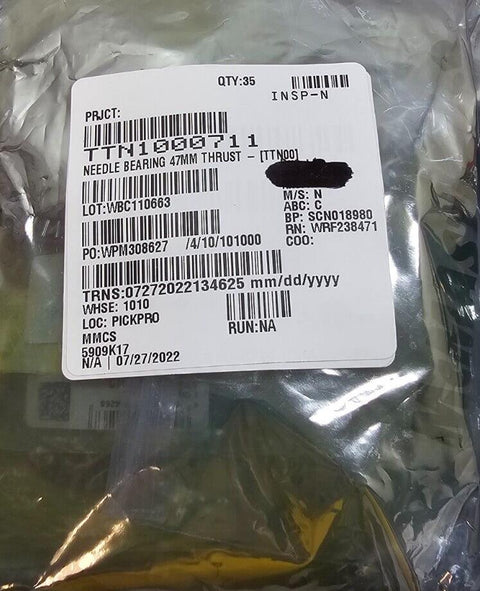 QTY:35
INSP-N
PRJCT:
TTN1000711
NEEDLE BEARING 47MM THRUST - [TTN00]
LOT:WBC110663
M/S: N
ABC: C
BP: SCN018980
RN: WRF238471
COO:
PO:WPM308627 /4/10/101000
TRNS:07272022134625 mm/dd/yyyy
WHSE: 1010
LOC: PICKPRO
RUN:NA
MMCS
5909K17
N/A | 07/27/2022